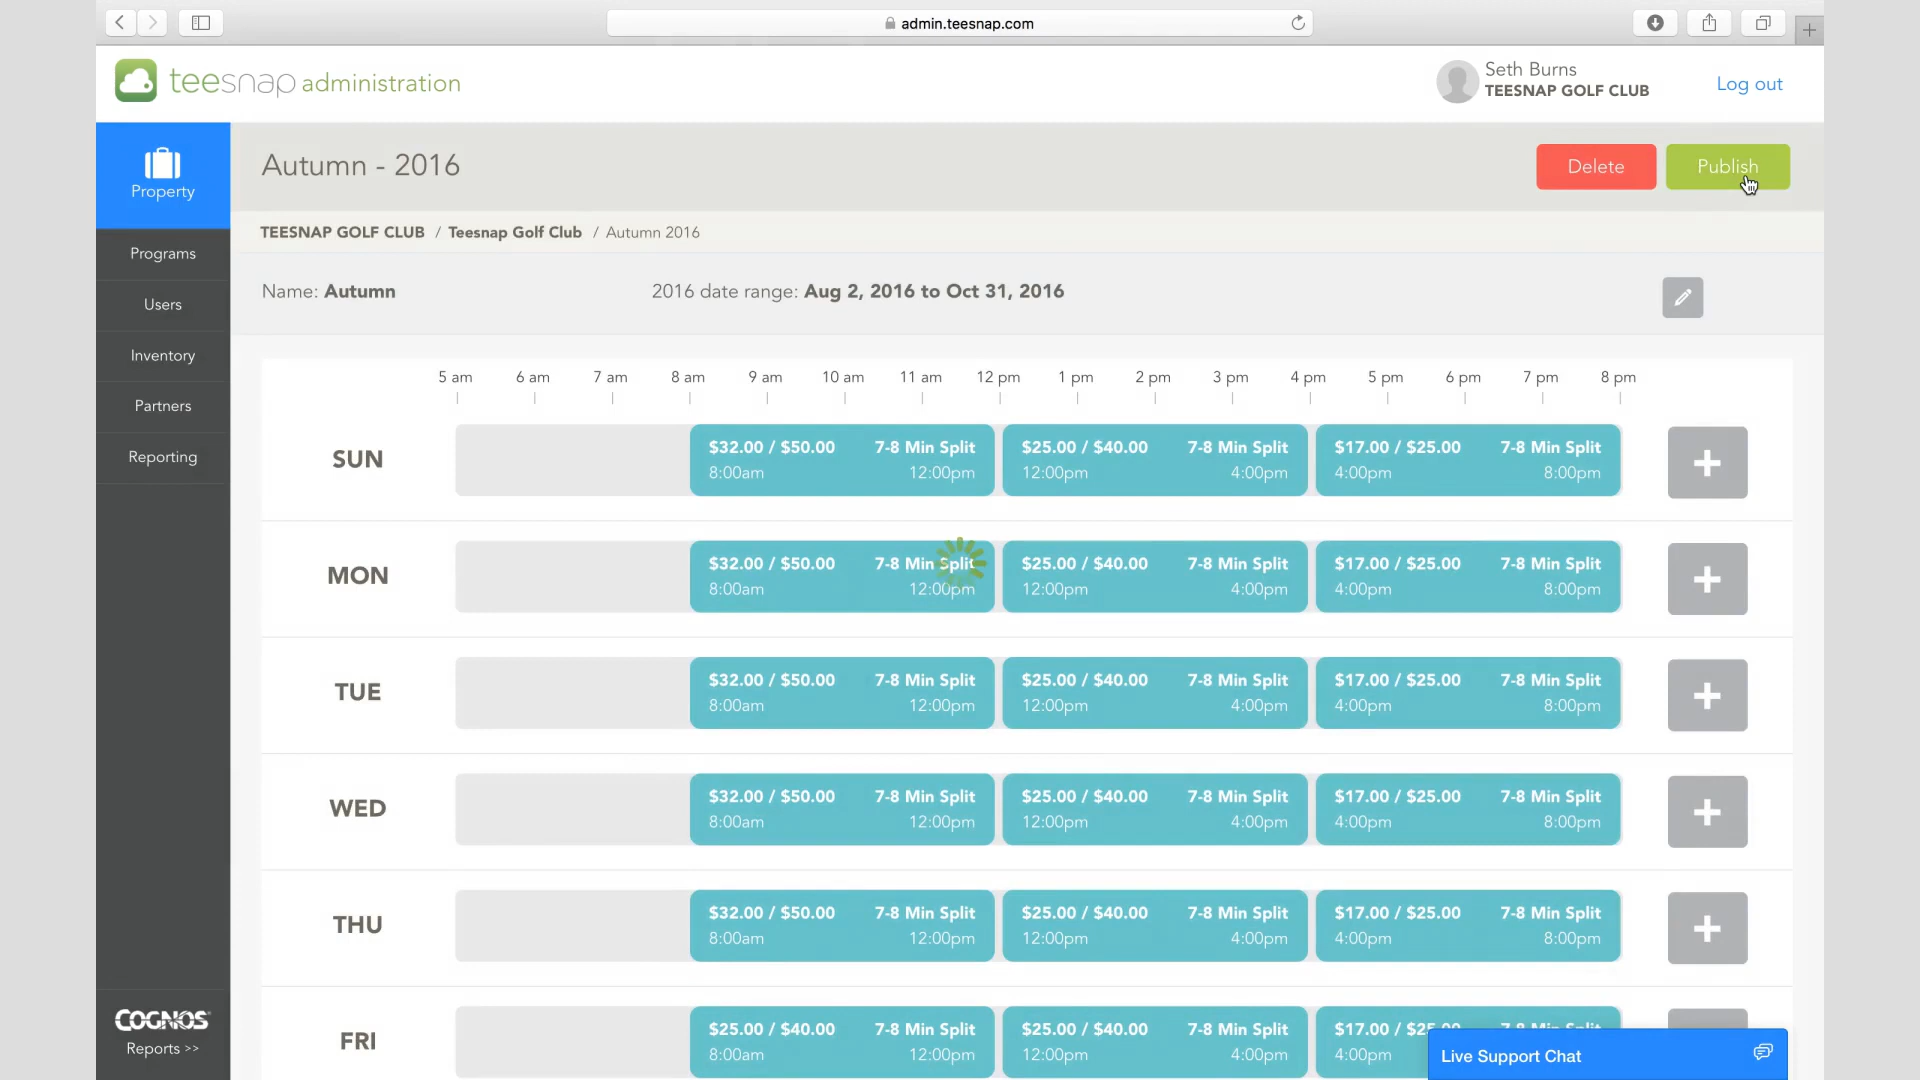 admin.teesnap.com
teesnap administration
Seth Burns
TEESNAP GOLF CLUB
Log out
Property
Programs
Users
Inventory
Partners
Reporting
COGNOS
Reports >>
Autumn - 2016
Delete
Publish
TEESNAP GOLF CLUB / Teesnap Golf Club / Autumn 2016
Name: Autumn
2016 date range: Aug 2, 2016 to Oct 31, 2016
5 am 6 am 7 am 8 am 9 am 10 am 11 am 12 pm 1 pm 2 pm 3 pm 4 pm 5 pm 6 pm 7 pm 8 pm
SUN
$32.00 / $50.00 7-8 Min Split $25.00 / $40.00 7-8 Min Split $17.00 / $25.00 7-8 Min Split
8:00am 12:00pm 12:00pm 4:00pm 4:00pm 8:00pm
MON
$32.00 / $50.00 7-8 Min Split $25.00 / $40.00 7-8 Min Split $17.00 / $25.00 7-8 Min Split
8:00am 12:00pm 12:00pm 4:00pm 4:00pm 8:00pm
TUE
$32.00 / $50.00 7-8 Min Split $25.00 / $40.00 7-8 Min Split $17.00 / $25.00 7-8 Min Split
8:00am 12:00pm 12:00pm 4:00pm 4:00pm 8:00pm
WED
$32.00 / $50.00 7-8 Min Split $25.00 / $40.00 7-8 Min Split $17.00 / $25.00 7-8 Min Split
8:00am 12:00pm 12:00pm 4:00pm 4:00pm 8:00pm
THU
$32.00 / $50.00 7-8 Min Split $25.00 / $40.00 7-8 Min Split $17.00 / $25.00 7-8 Min Split
8:00am 12:00pm 12:00pm 4:00pm 4:00pm 8:00pm
FRI
$25.00 / $40.00 7-8 Min Split $25.00 / $40.00 7-8 Min Split $17.00 / $25.00 7-8 Min Split
8:00am 12:00pm 12:00pm 4:00pm 4:00pm
Live Support Chat